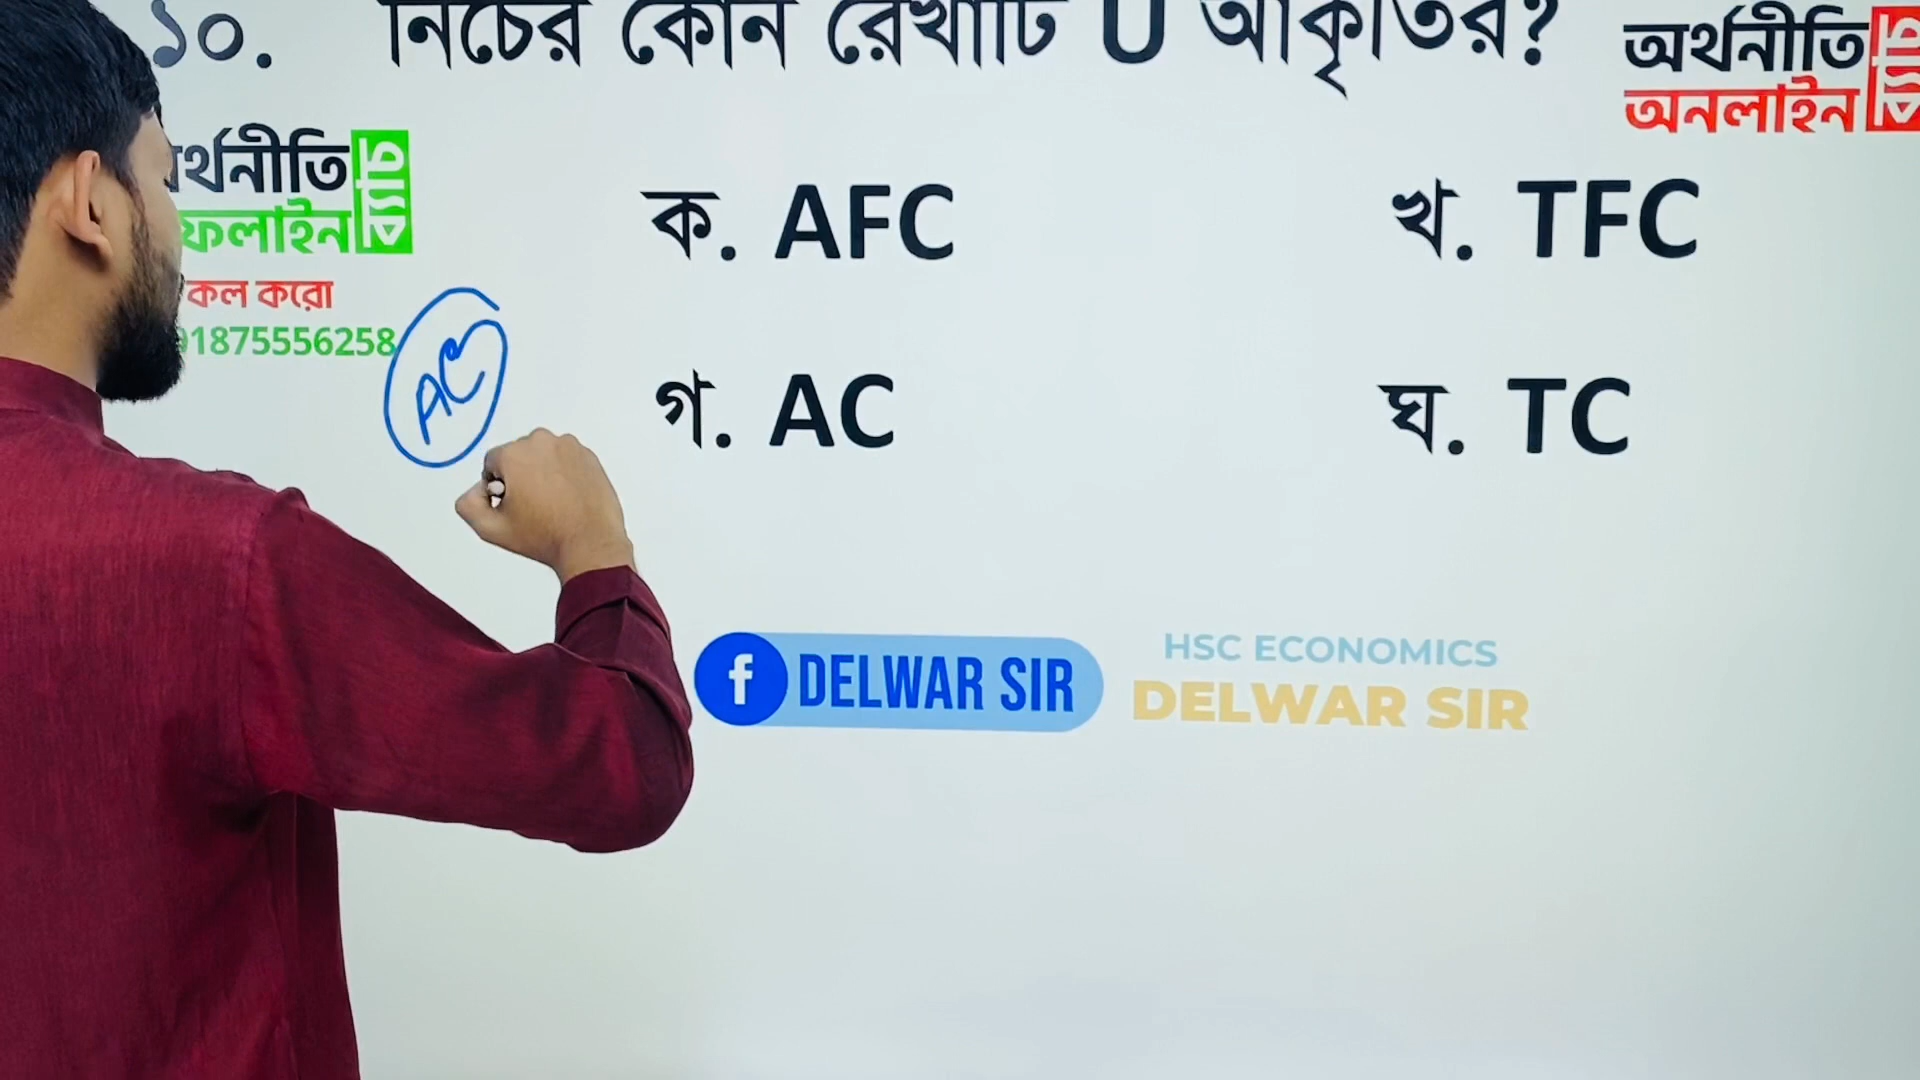 ১০. নিচের কোন রেখাটি U আকৃতির?
অর্থনীতি
অনলাইন
ব্যাচ
র্থনীতি
ফলাইন
ব্যাচ
কল করো
01875556258
AC
ক. AFC
খ. TFC
গ. AC
ঘ. TC
f DELWAR SIR
HSC ECONOMICS
DELWAR SIR